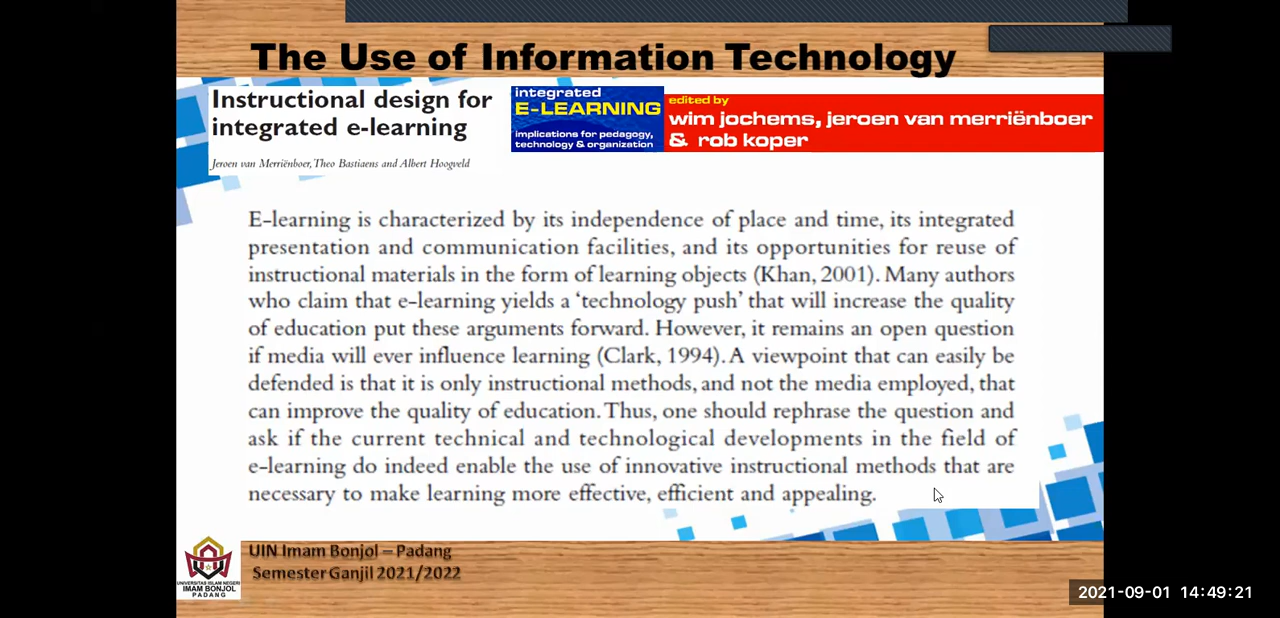 The Use of Information Technology
Instructional design for
integrated e-learning
Jeroen van Merriënboer, Theo Bastiaens and Albert Hoogveld
integrated
E-LEARNING
implications for pedagogy,
technology & organization
edited by
wim jochems, jeroen van merriënboer
& rob koper
E-learning is characterized by its independence of place and time, its integrated
presentation and communication facilities, and its opportunities for reuse of
instructional materials in the form of learning objects (Khan, 2001). Many authors
who claim that e-learning yields a ‘technology push’ that will increase the quality
of education put these arguments forward. However, it remains an open question
if media will ever influence learning (Clark, 1994). A viewpoint that can easily be
defended is that it is only instructional methods, and not the media employed, that
can improve the quality of education. Thus, one should rephrase the question and
ask if the current technical and technological developments in the field of
e-learning do indeed enable the use of innovative instructional methods that are
necessary to make learning more effective, efficient and appealing.
UIN Imam Bonjol – Padang
Semester Ganjil 2021/2022
UNIVERSITAS ISLAM NEGERI
IMAM BONJOL
PADANG
2021-09-01 14:49:21